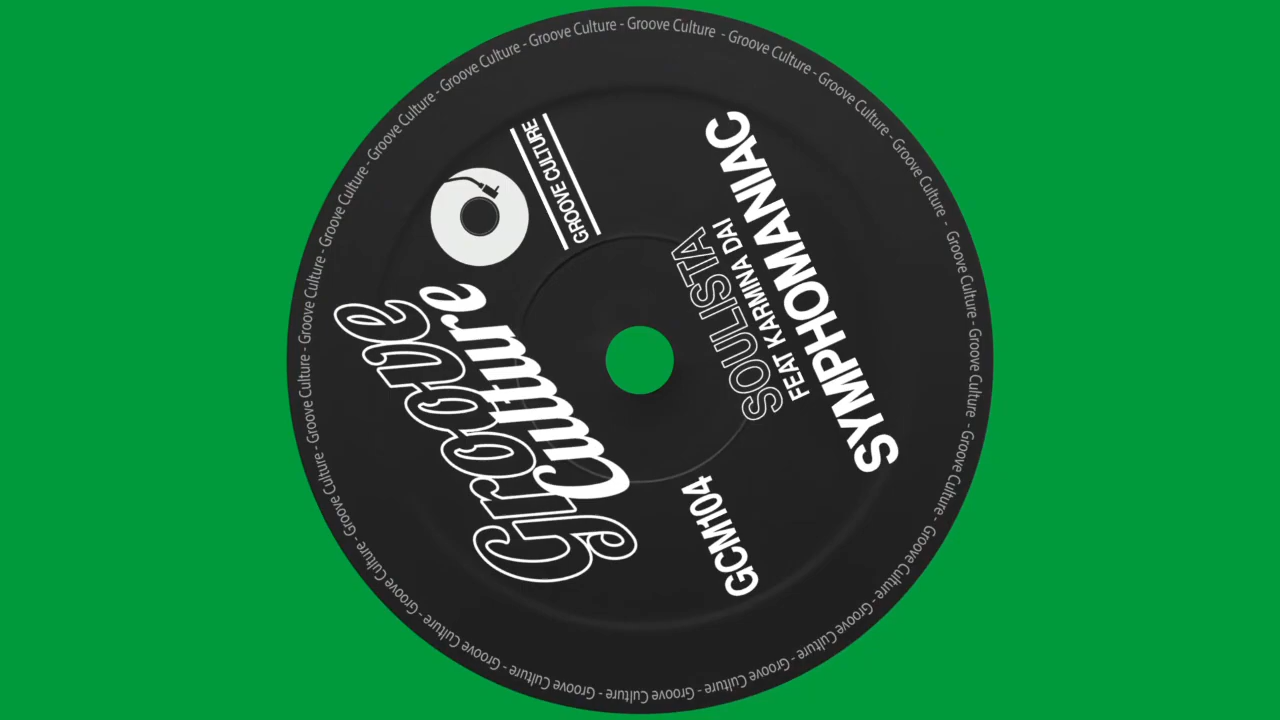 Groove
culture
GROOVE CULTURE
GCM104
SOULISTA
FEAT KARMINA DAI
SYMPHOMANIAC
Groove Culture - Groove Culture - Groove Culture - Groove Culture - Groove Culture - Groove Culture - Groove Culture - Groove Culture - Groove Culture - Groove Culture - Groove Culture - Groove Culture - Groove Culture - Groove Culture - Groove Culture - Groove Culture - Groove Culture - Groove Culture - Groove Culture - Groove Culture - Groove Culture - Groove Culture -